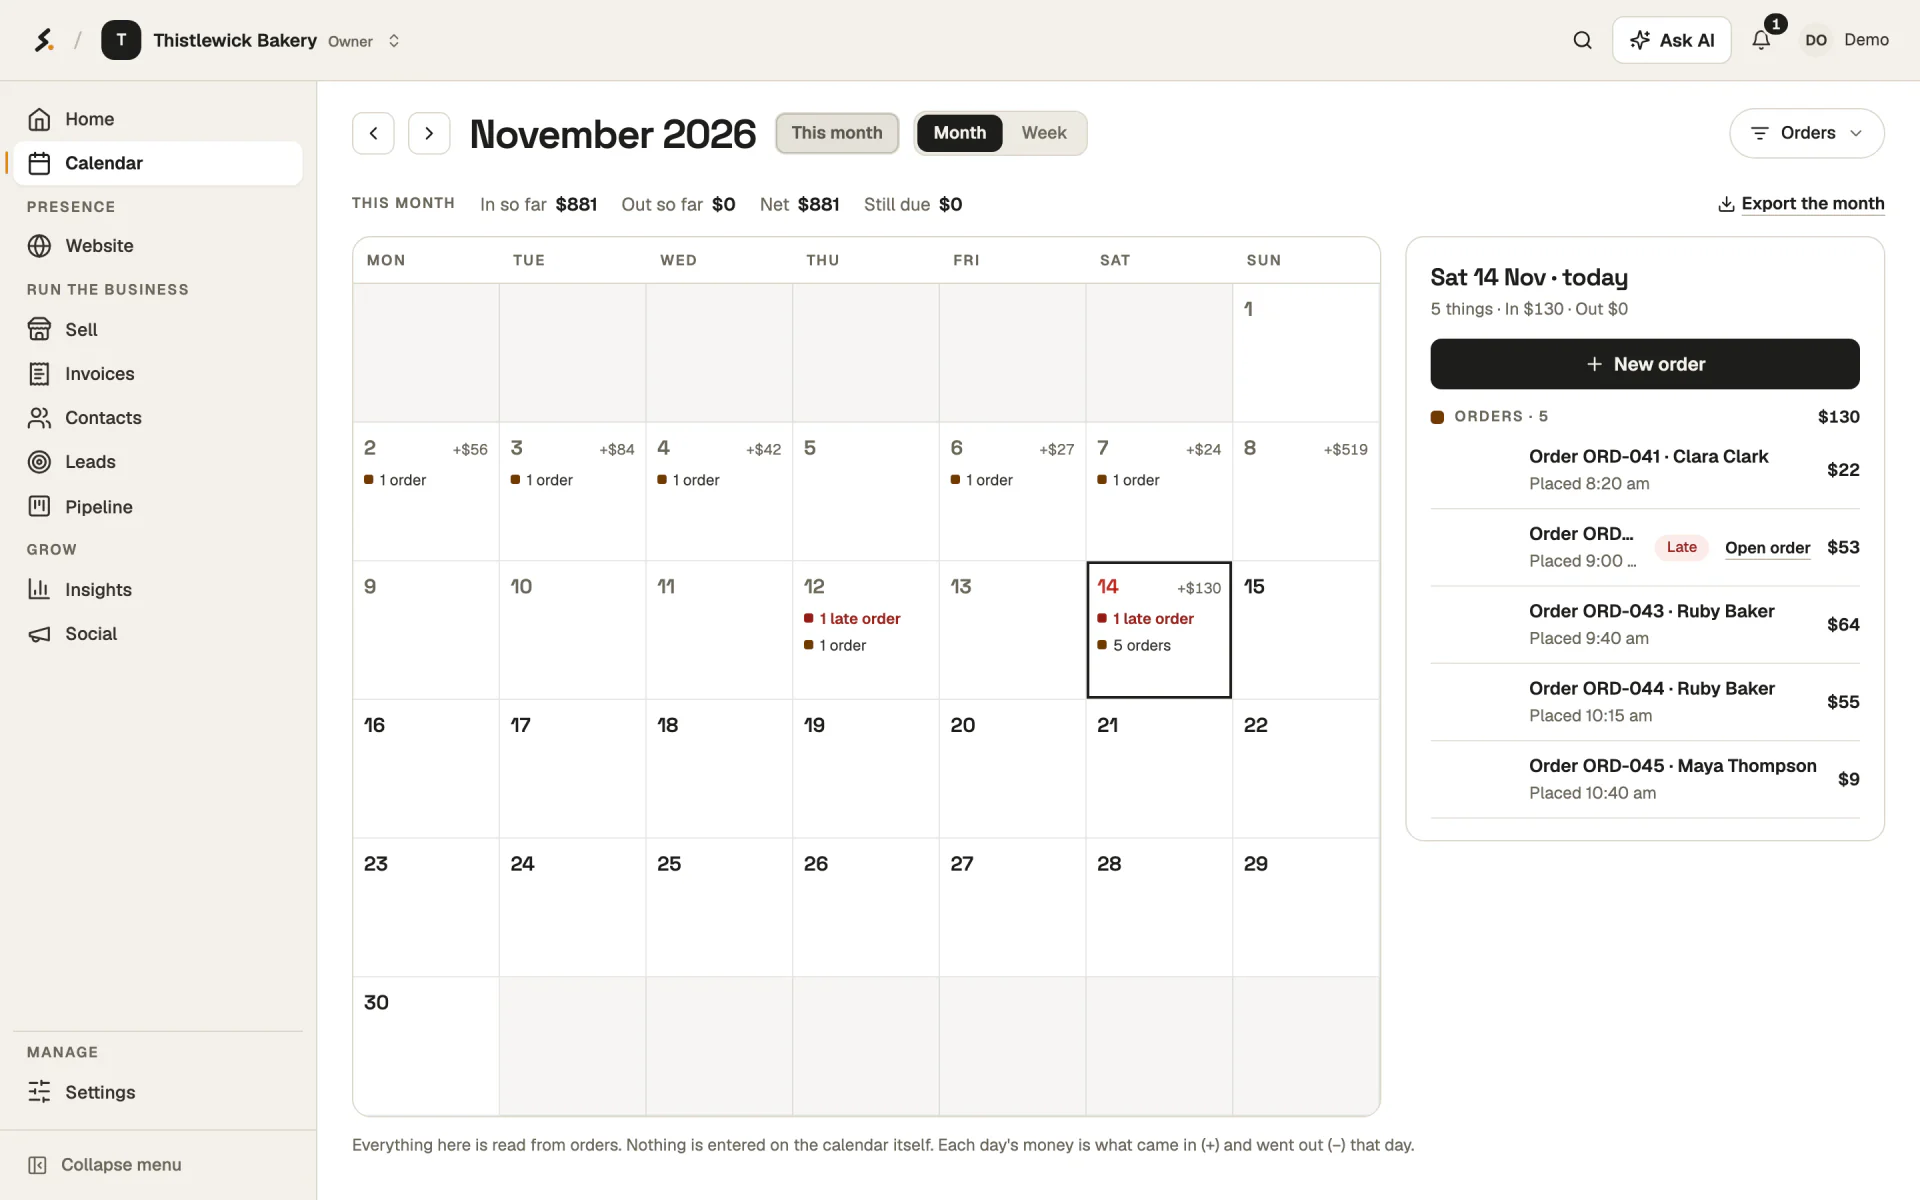 / T Thistlewick Bakery Owner
Ask AI 1 DO Demo
Home
Calendar
PRESENCE
Website
RUN THE BUSINESS
Sell
Invoices
Contacts
Leads
Pipeline
GROW
Insights
Social
MANAGE
Settings
Collapse menu
November 2026 This month Month Week Orders
THIS MONTH In so far $881 Out so far $0 Net $881 Still due $0 Export the month
MON TUE WED THU FRI SAT SUN
1
2 +$56 3 +$84 4 +$42 5 6 +$27 7 +$24 8 +$519
1 order 1 order 1 order 1 order 1 order
9 10 11 12 13 14 +$130 15
1 late order 1 late order
1 order 5 orders
16 17 18 19 20 21 22
23 24 25 26 27 28 29
30
Everything here is read from orders. Nothing is entered on the calendar itself. Each day's money is what came in (+) and went out (−) that day.
Sat 14 Nov · today
5 things · In $130 · Out $0
+ New order
ORDERS · 5 $130
Order ORD-041 · Clara Clark $22
Placed 8:20 am
Order ORD... Late Open order $53
Placed 9:00 ...
Order ORD-043 · Ruby Baker $64
Placed 9:40 am
Order ORD-044 · Ruby Baker $55
Placed 10:15 am
Order ORD-045 · Maya Thompson $9
Placed 10:40 am